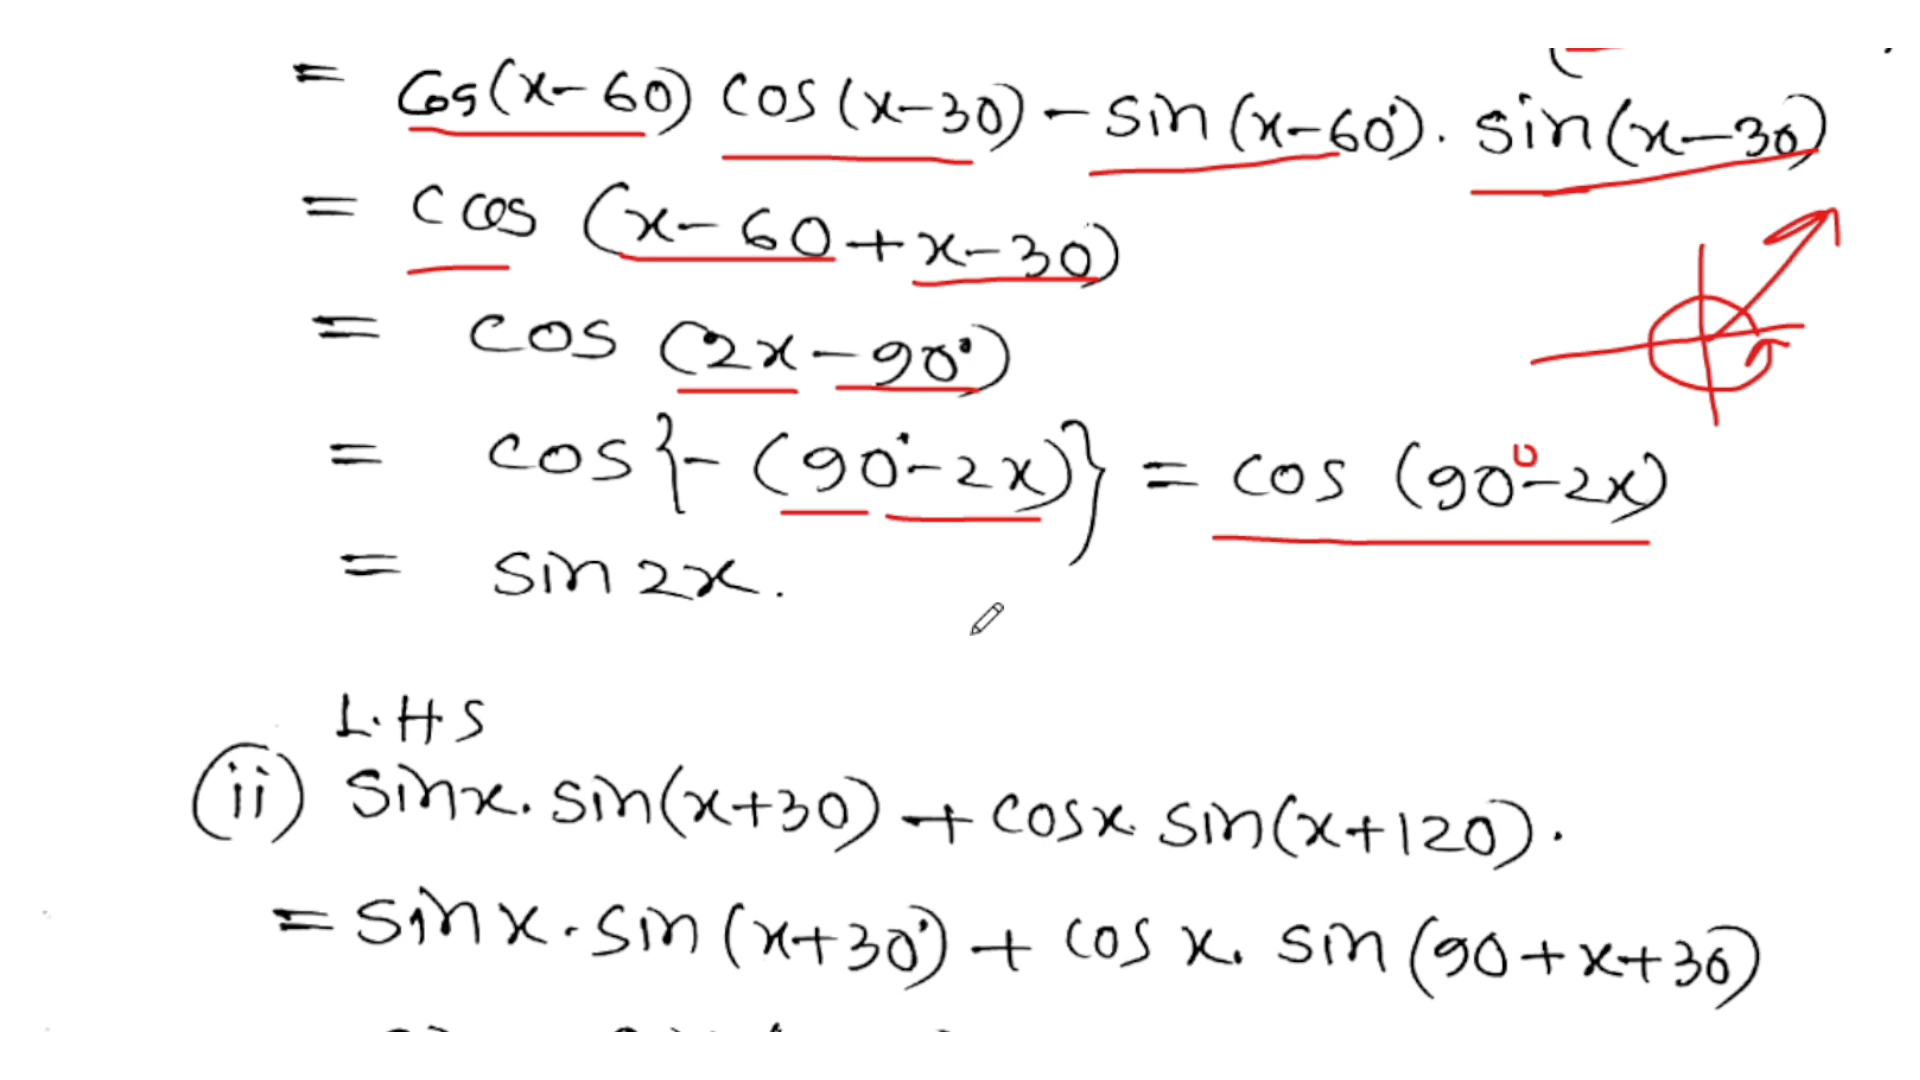 = cos(x-60) cos(x-30) - sin(x-60°). sin(x-30)
= c cos (x-60+x-30)
= cos (2x-90°)
= cos{-(90°-2x)} = cos (90°-2x)
= sin 2x.
L.H.S
(ii) sinx. sin(x+30) + cosx. sin(x+120).
= sinx. sin (x+30°) + cos x. sin (90+x+30)